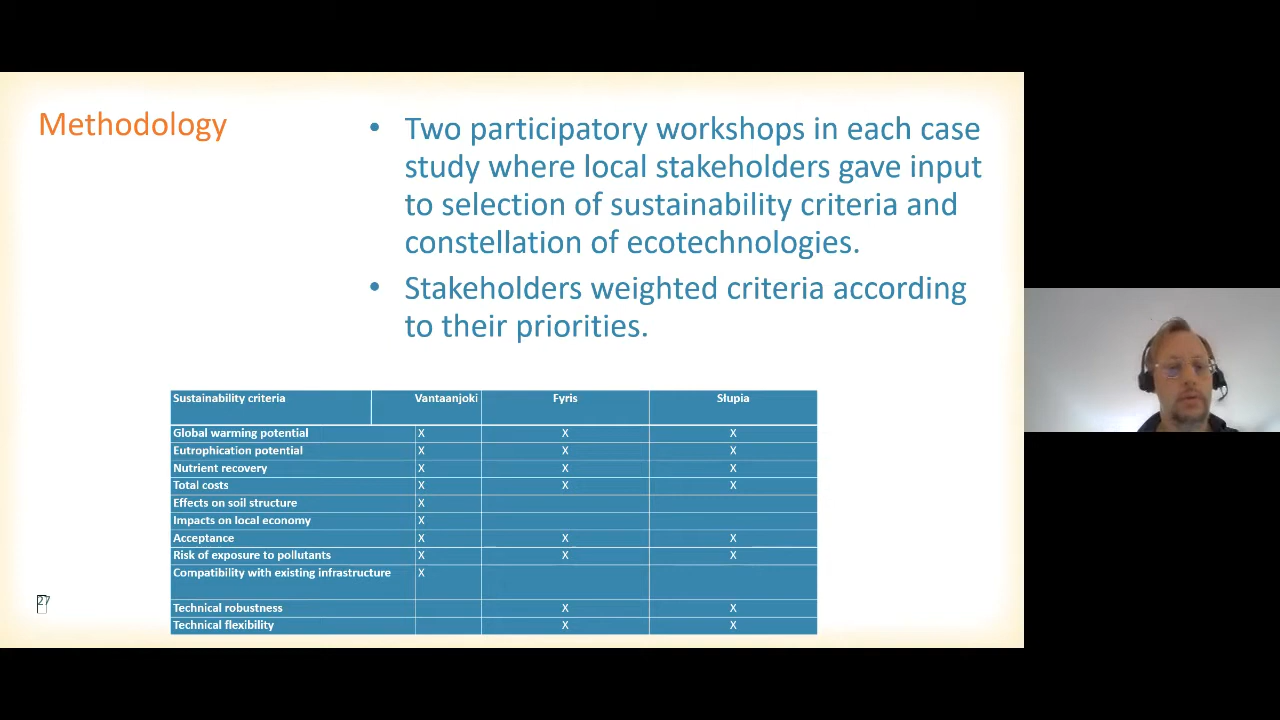 Methodology
• Two participatory workshops in each case
study where local stakeholders gave input
to selection of sustainability criteria and
constellation of ecotechnologies.
• Stakeholders weighted criteria according
to their priorities.
Sustainability criteria Vantaanjoki Fyris Słupia
Global warming potential X X X
Eutrophication potential X X X
Nutrient recovery X X X
Total costs X X X
Effects on soil structure X
Impacts on local economy X
Acceptance X X X
Risk of exposure to pollutants X X X
Compatibility with existing infrastructure X
Technical robustness X X
Technical flexibility X X
27